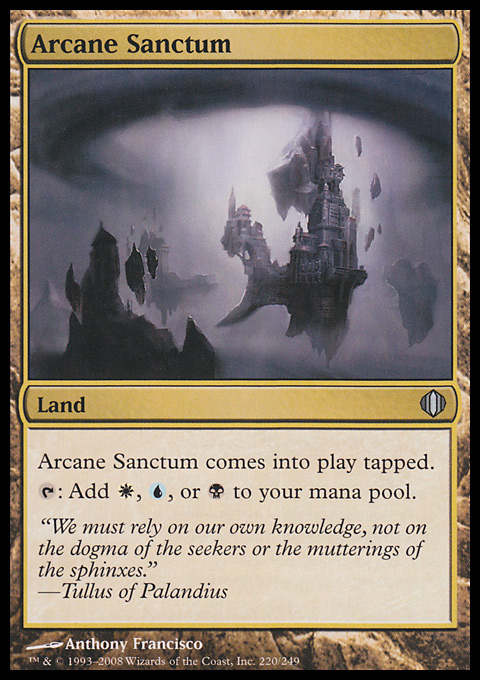 Arcane Sanctum
Land
Arcane Sanctum comes into play tapped.
: Add , , or to your mana pool.
“We must rely on our own knowledge, not on
the dogma of the seekers or the mutterings of
the sphinxes.”
—Tullus of Palandius
Anthony Francisco
™ & © 1993–2008 Wizards of the Coast, Inc. 220/249